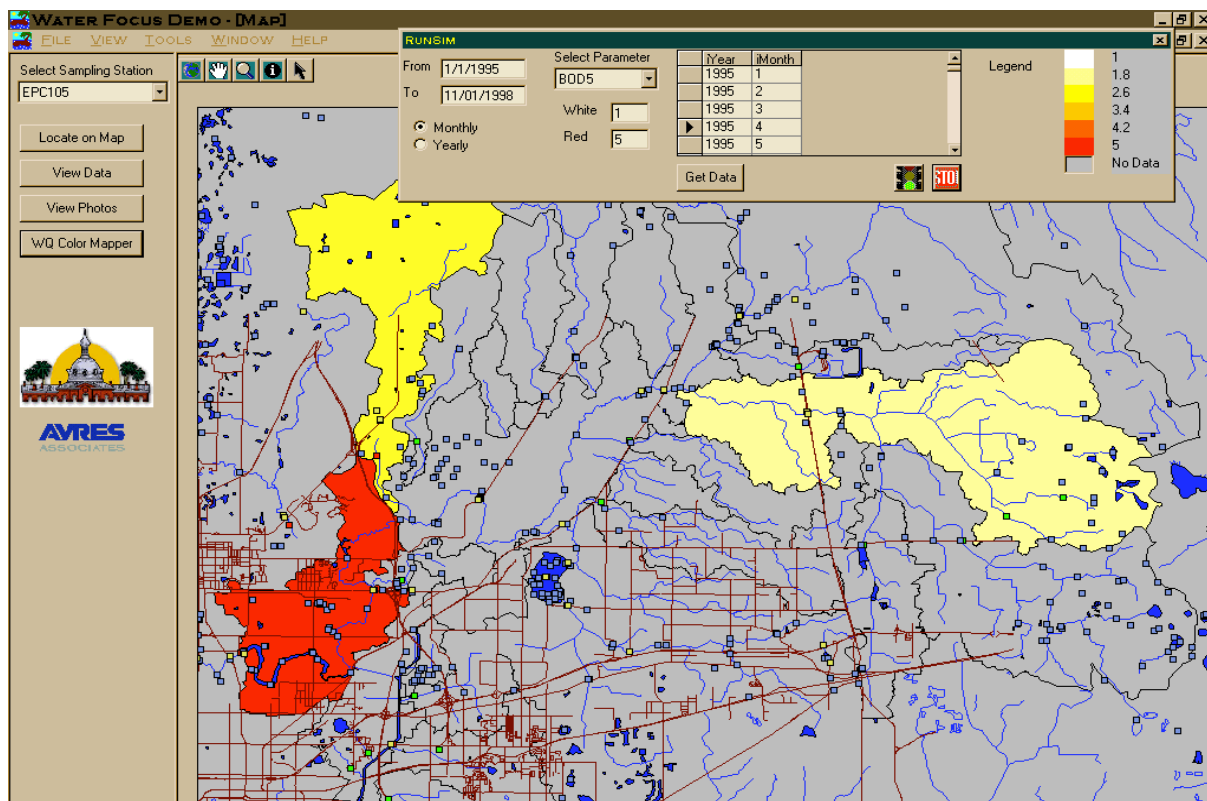 WATER FOCUS DEMO - [MAP]
FILE VIEW TOOLS WINDOW HELP
Select Sampling Station
EPC105
Locate on Map
View Data
View Photos
WQ Color Mapper
AYRES
ASSOCIATES
RUNSIM
From 1/1/1995
To 11/01/1998
Monthly
Yearly
Select Parameter
BOD5
White 1
Red 5
iYear iMonth
1995 1
1995 2
1995 3
1995 4
1995 5
Get Data
STOP
Legend
1
1.8
2.6
3.4
4.2
5
No Data